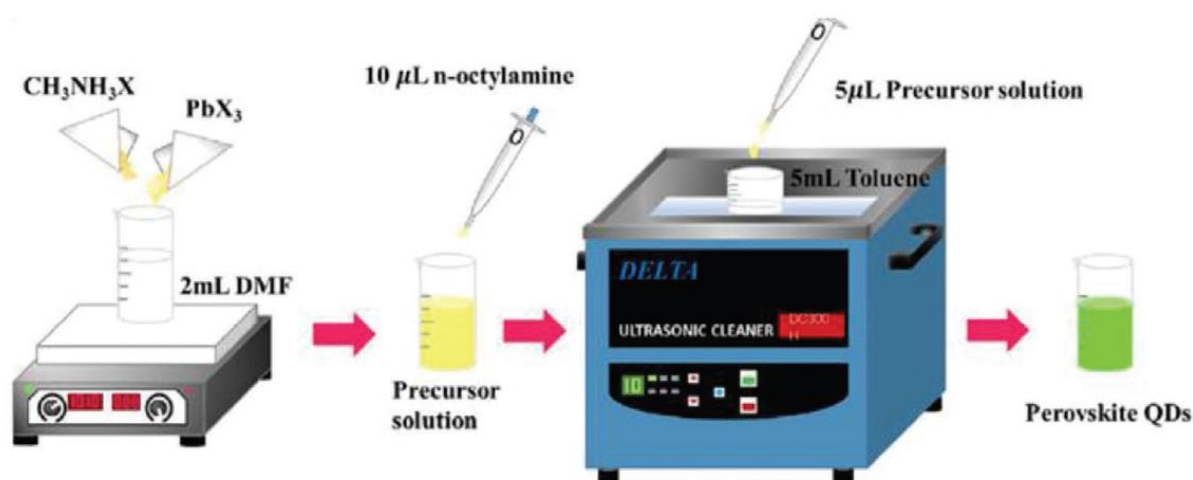 CH₃NH₃X
PbX₃
2mL DMF
10 μL n-octylamine
Precursor
solution
5μL Precursor solution
5mL Toluene
DELTA
ULTRASONIC CLEANER
DC300
H
10
Perovskite QDs